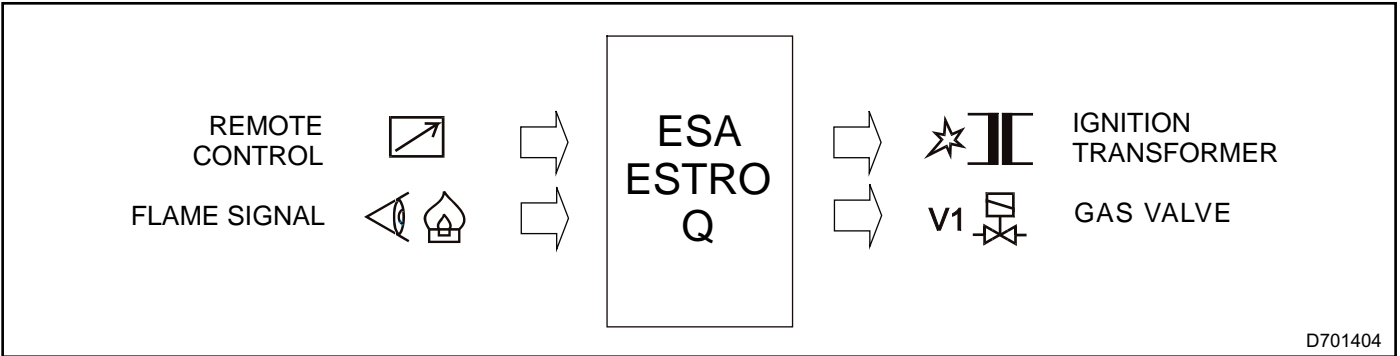 REMOTE
CONTROL
FLAME SIGNAL
ESA
ESTRO
Q
IGNITION
TRANSFORMER
V1
GAS VALVE
D701404